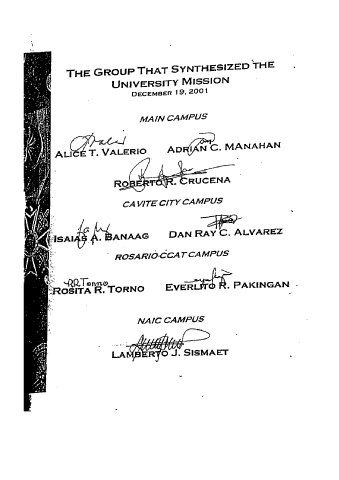 THE GROUP THAT SYNTHESIZED THE
UNIVERSITY MISSION
DECEMBER 19, 2001
MAIN CAMPUS
ALICE T. VALERIO ADRIAN C. MANAHAN
ROBERTO R. CRUCENA
CAVITE CITY CAMPUS
ISAIAS A. BANAAG DAN RAY C. ALVAREZ
ROSARIO-CCAT CAMPUS
RRTorno
ROSITA R. TORNO EVERLITO R. PAKINGAN
NAIC CAMPUS
LAMBERTO J. SISMAET